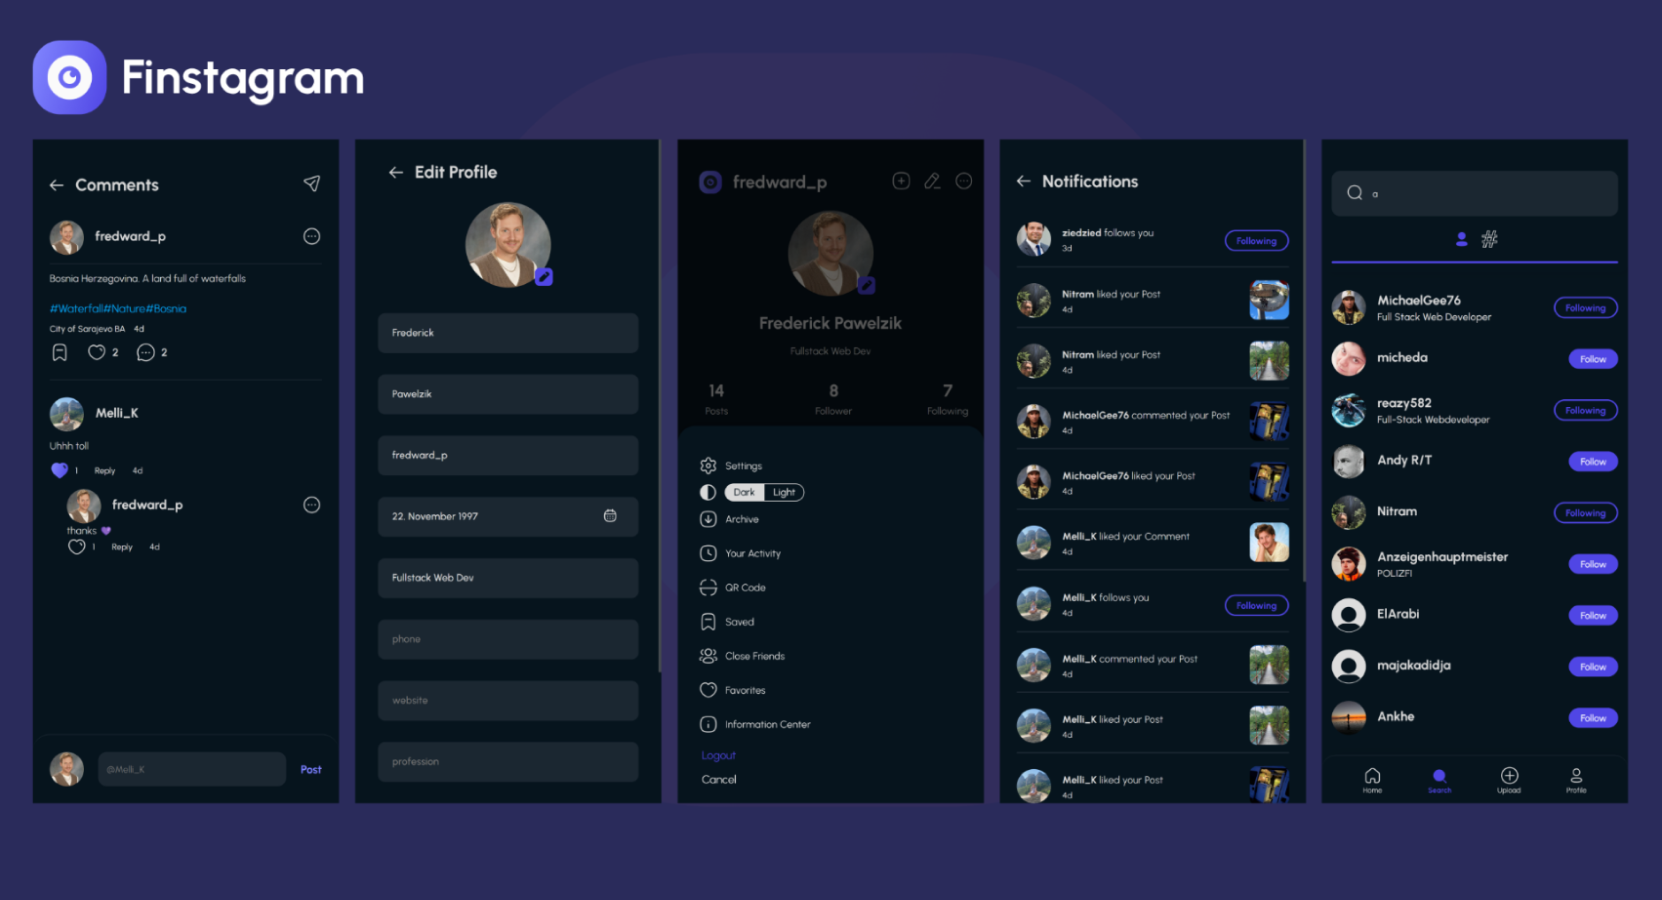 Finstagram
Comments
fredward_p
Bosnia Herzegovina. A land full of waterfalls
#Waterfall#Nature#Bosnia
City of Sarajevo BA 4d
2 2
Melli_K
Uhhh toll
1 Reply 4d
fredward_p
thanks 💜
1 Reply 4d
@Melli_K Post
Edit Profile
Frederick
Pawelzik
fredward_p
22. November 1997
Fullstack Web Dev
phone
website
profession
fredward_p
Frederick Pawelzik
Fullstack Web Dev
14 8 7
Posts Follower Following
Settings
Dark Light
Archive
Your Activity
QR Code
Saved
Close Friends
Favorites
Information Center
Logout
Cancel
Notifications
ziedzied follows you
3d
Following
Nitram liked your Post
4d
Nitram liked your Post
4d
MichaelGee76 commented your Post
4d
MichaelGee76 liked your Post
4d
Melli_K liked your Comment
4d
Melli_K follows you
4d
Following
Melli_K commented your Post
4d
Melli_K liked your Post
4d
Melli_K liked your Post
4d
a
#
MichaelGee76
Full Stack Web Developer
Following
micheda
Follow
reazy582
Full-Stack Webdeveloper
Following
Andy R/T
Follow
Nitram
Following
Anzeigenhauptmeister
POLIZFI
Follow
ElArabi
Follow
majakadidja
Follow
Ankhe
Follow
Home Search Upload Profile